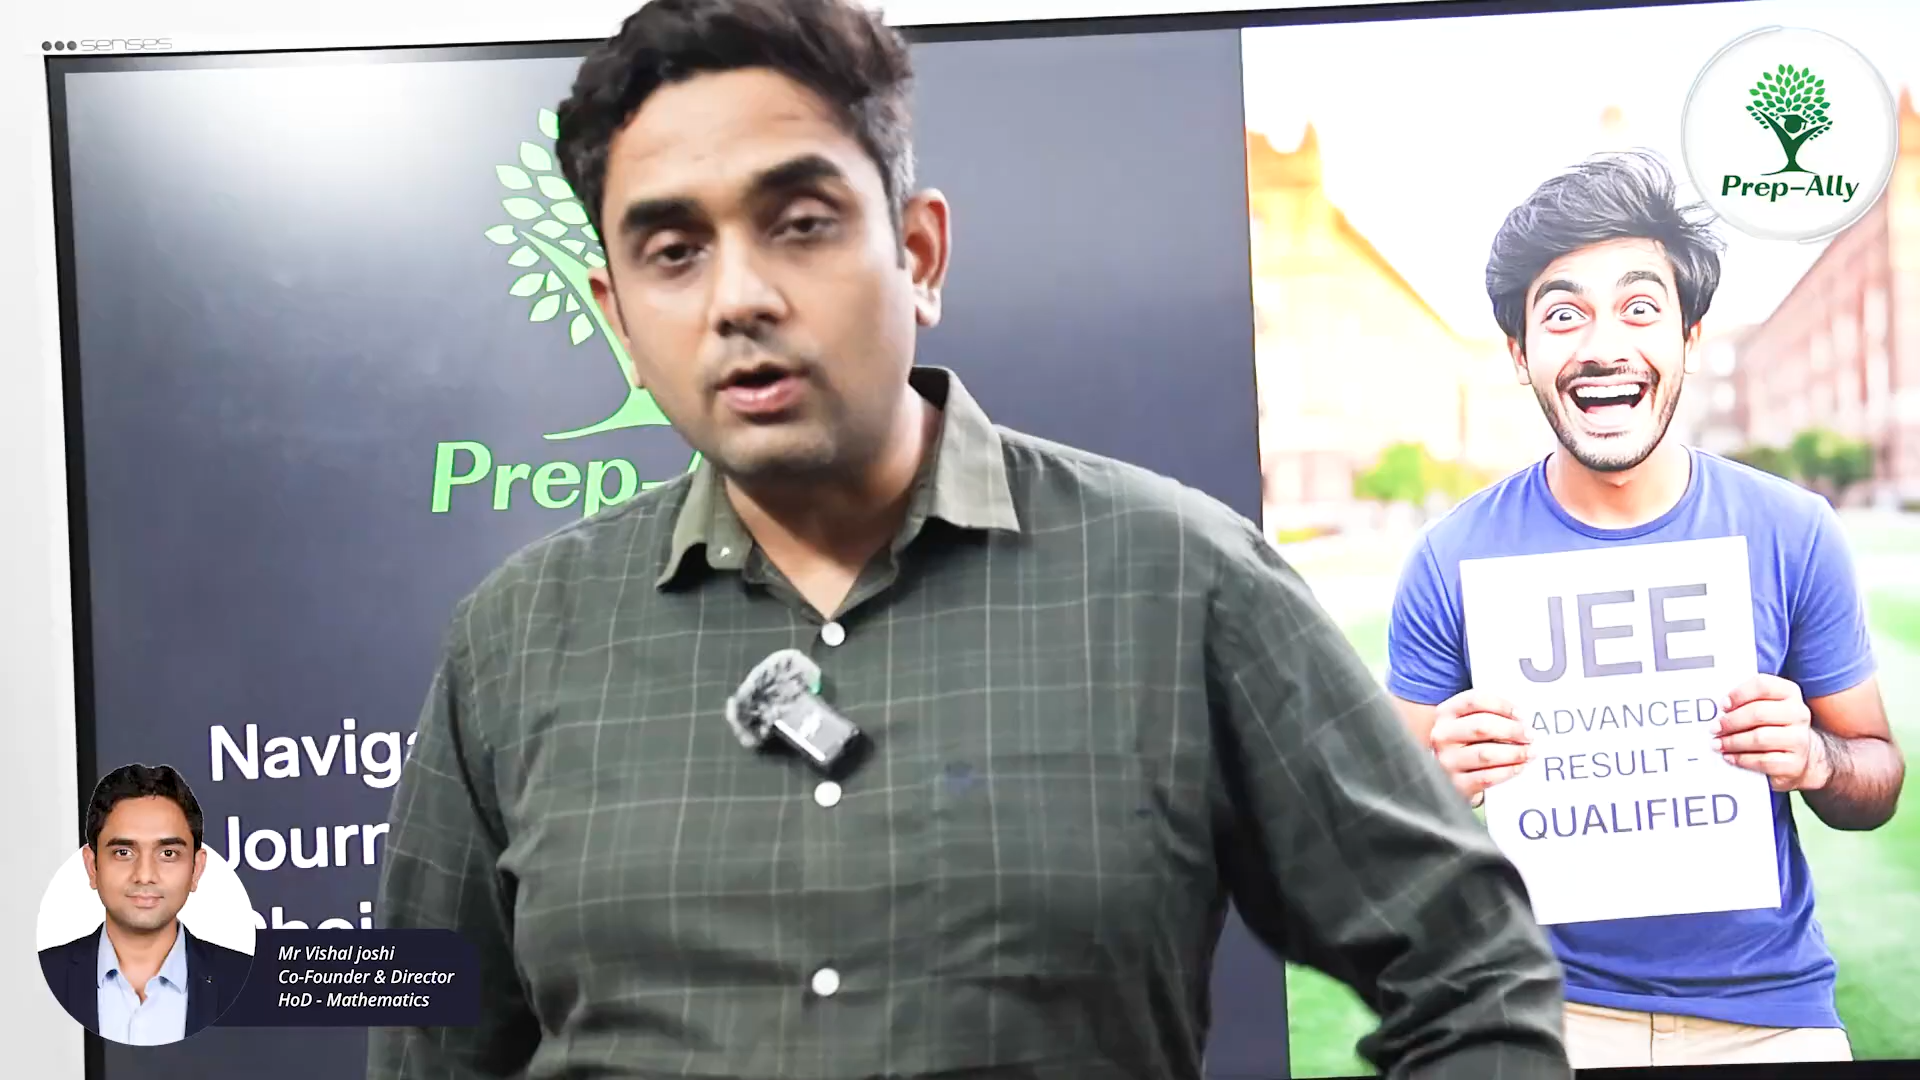 senses
Prep-Ally
Prep-
JEE
ADVANCED
RESULT -
QUALIFIED
Naviga
Journ
Mr Vishal joshi
Co-Founder & Director
HoD - Mathematics